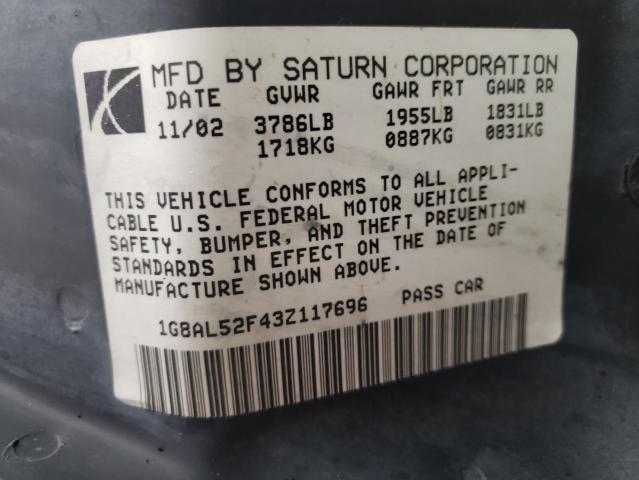 MFD BY SATURN CORPORATION
DATE GVWR GAWR FRT GAWR RR
11/02 3786LB 1955LB 1831LB
1718KG 0887KG 0831KG
THIS VEHICLE CONFORMS TO ALL APPLI-
CABLE U.S. FEDERAL MOTOR VEHICLE
SAFETY, BUMPER, AND THEFT PREVENTION
STANDARDS IN EFFECT ON THE DATE OF
MANUFACTURE SHOWN ABOVE.
1G8AL52F43Z117696 PASS CAR